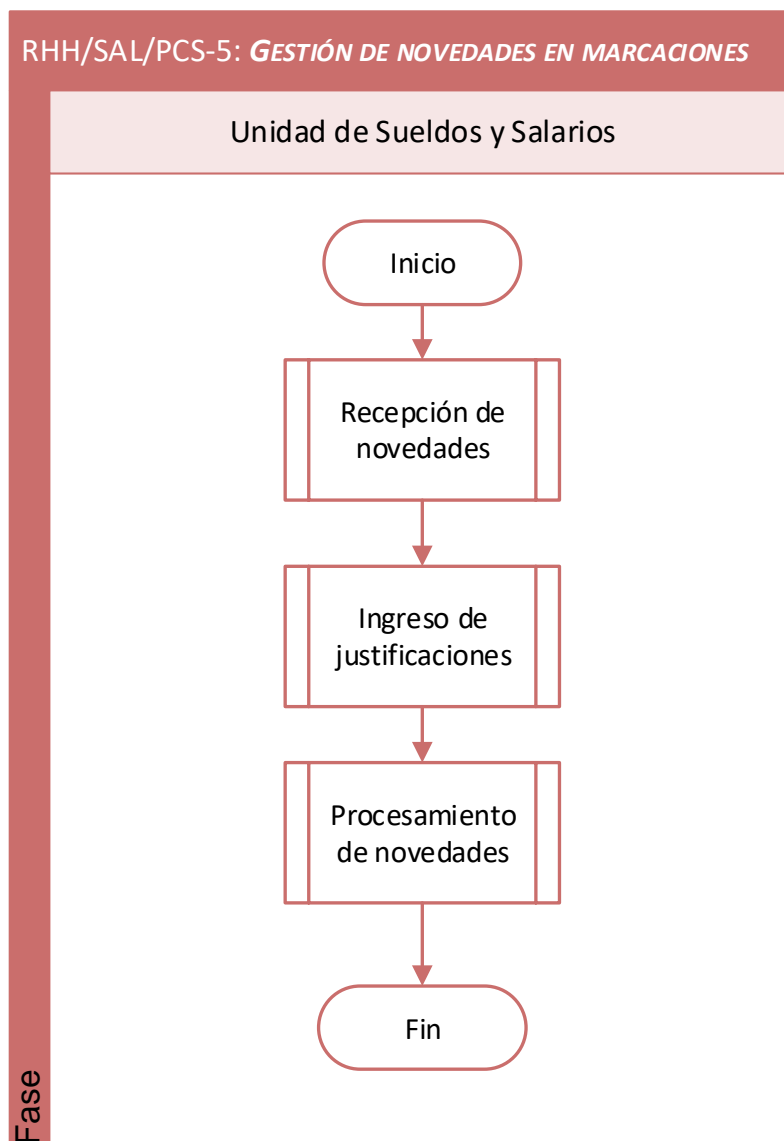 RHH/SAL/PCS-5: GESTIÓN DE NOVEDADES EN MARCACIONES
Unidad de Sueldos y Salarios
Inicio
Recepción de
novedades
Ingreso de
justificaciones
Procesamiento
de novedades
Fin
Fase